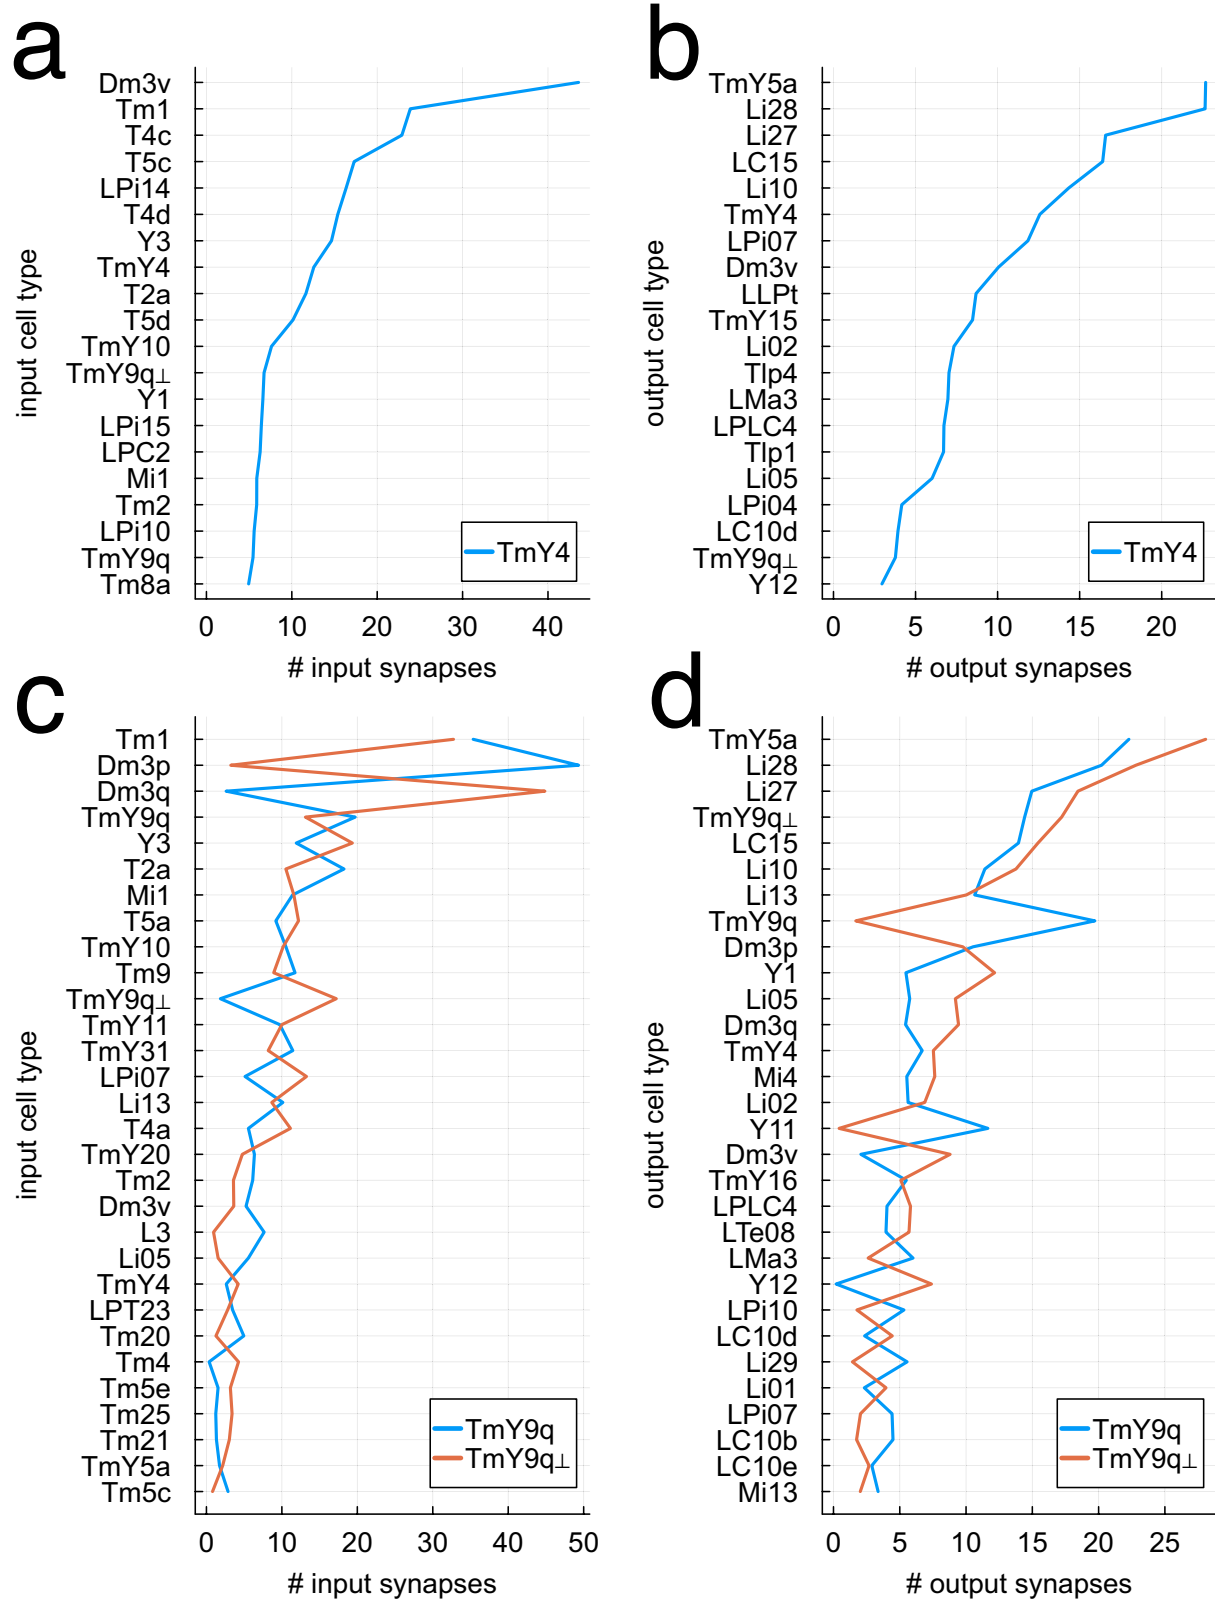 a
Dm3v
Tm1
T4c
T5c
LPi14
T4d
Y3
TmY4
T2a
T5d
TmY10
TmY9q⊥
Y1
LPi15
LPC2
Mi1
Tm2
LPi10
TmY9q
Tm8a
input cell type
TmY4
0 10 20 30 40
# input synapses
b
TmY5a
Li28
Li27
LC15
Li10
TmY4
LPi07
Dm3v
LLPt
TmY15
Li02
Tlp4
LMa3
LPLC4
Tlp1
Li05
LPi04
LC10d
TmY9q⊥
Y12
output cell type
TmY4
0 5 10 15 20
# output synapses
c
Tm1
Dm3p
Dm3q
TmY9q
Y3
T2a
Mi1
T5a
TmY10
Tm9
TmY9q⊥
TmY11
TmY31
LPi07
Li13
T4a
TmY20
Tm2
Dm3v
L3
Li05
TmY4
LPT23
Tm20
Tm4
Tm5e
Tm25
Tm21
TmY5a
Tm5c
input cell type
TmY9q
TmY9q⊥
0 10 20 30 40 50
# input synapses
d
TmY5a
Li28
Li27
TmY9q⊥
LC15
Li10
Li13
TmY9q
Dm3p
Y1
Li05
Dm3q
TmY4
Mi4
Li02
Y11
Dm3v
TmY16
LPLC4
LTe08
LMa3
Y12
LPi10
LC10d
Li29
Li01
LPi07
LC10b
LC10e
Mi13
output cell type
TmY9q
TmY9q⊥
0 5 10 15 20 25
# output synapses